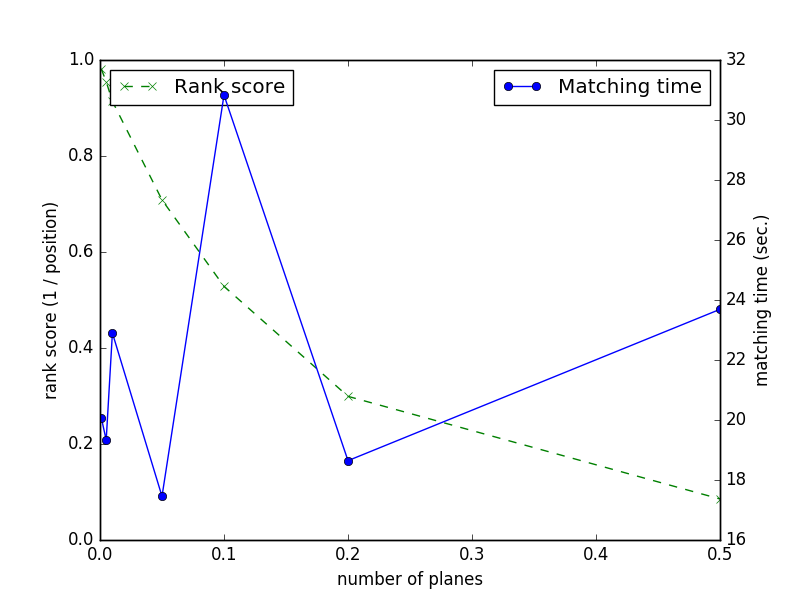 Rank score
Matching time
1.0
0.8
0.6
0.4
0.2
0.0
rank score (1 / position)
32
30
28
26
24
22
20
18
16
matching time (sec.)
0.0 0.1 0.2 0.3 0.4 0.5
number of planes